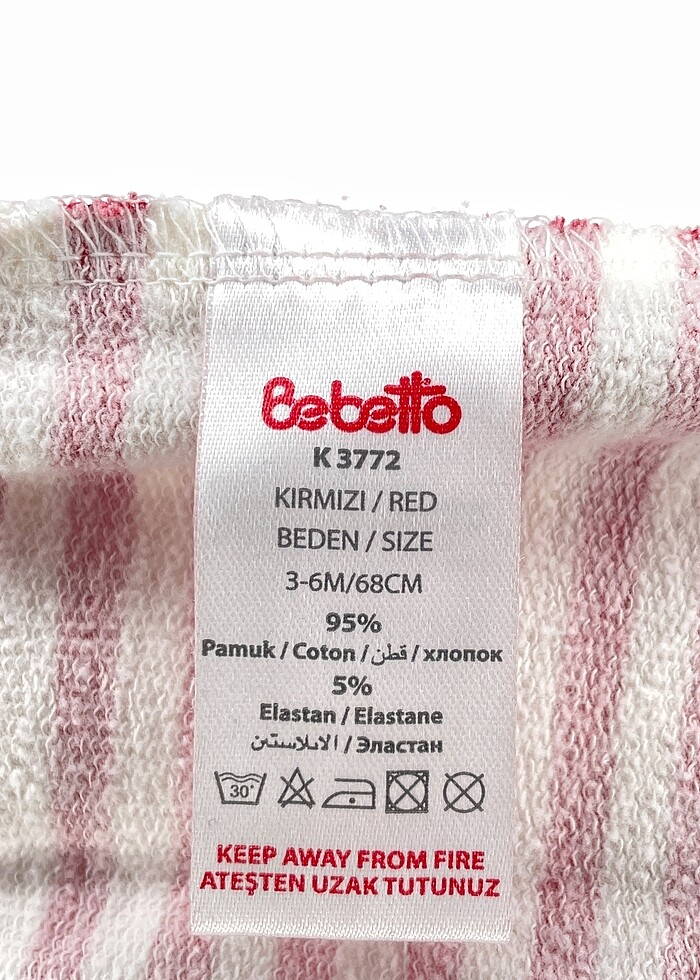 Bebetto
K 3772
KIRMIZI / RED
BEDEN / SIZE
3-6M/68CM
95%
Pamuk / Coton / قطن / хлопок
5%
Elastan / Elastane
الايلاستين / Эластан
30°
KEEP AWAY FROM FIRE
ATEŞTEN UZAK TUTUNUZ